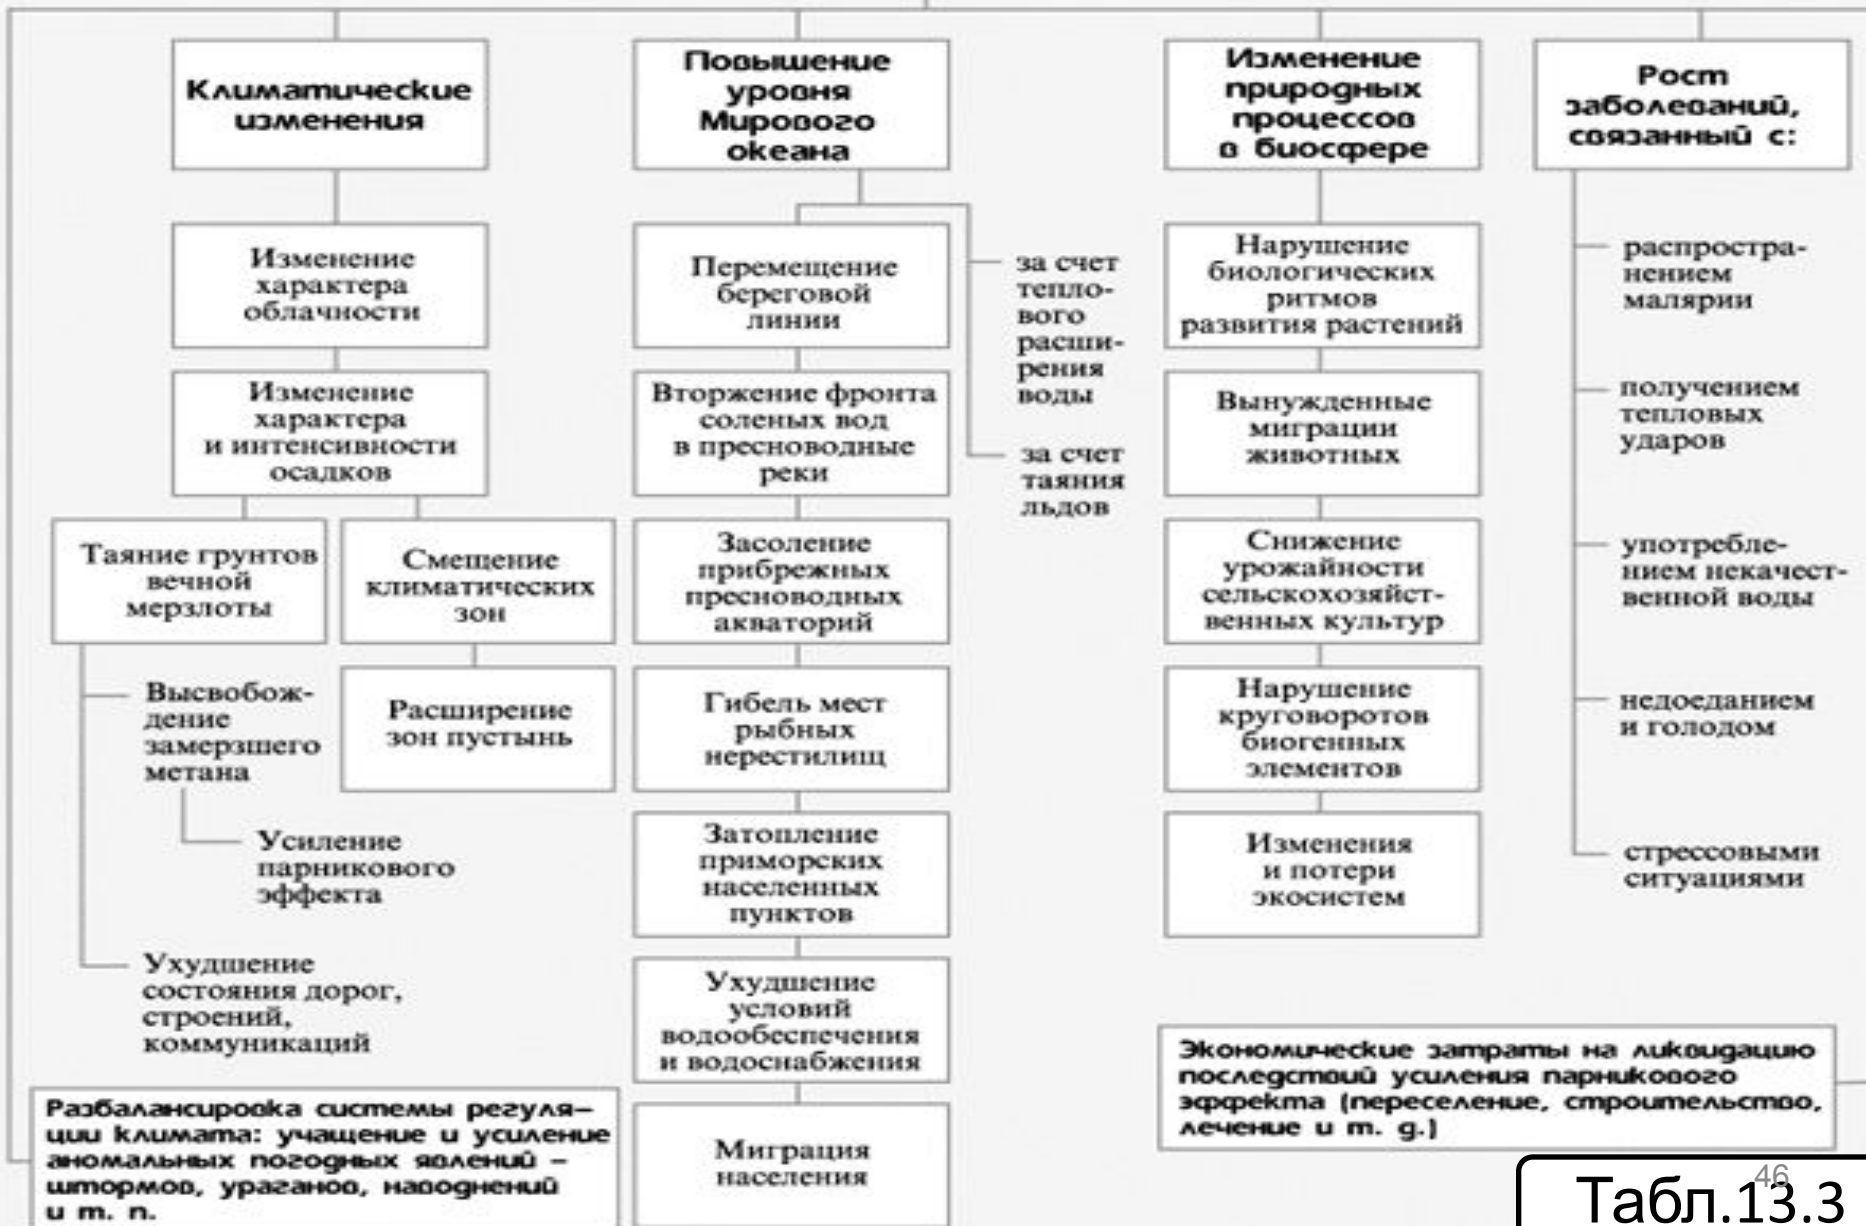 Климатические
изменения
Изменение
характера
облачности
Изменение
характера
и интенсивности
осадков
Таяние грунтов
вечной
мерзлоты
Высвобож-
дение
замерзшего
метана
Усиление
парникового
эффекта
Ухудшение
состояния дорог,
строений,
коммуникаций
Смещение
климатических
зон
Расширение
зон пустынь
Разбалансировка системы регуля-
ции климата: учащение и усиление
аномальных погодных явлений –
штормов, ураганов, наводнений
и т. п.
Повышение
уровня
Мирового
океана
Перемещение
береговой
линии
Вторжение фронта
соленых вод
в пресноводные
реки
Засоление
прибрежных
пресноводных
акваторий
Гибель мест
рыбных
нерестилищ
Затопление
приморских
населенных
пунктов
Ухудшение
условий
водообеспечения
и водоснабжения
Миграция
населения
за счет
тепло-
вого
расши-
рения
воды
за счет
таяния
льдов
Изменение
природных
процессов
в биосфере
Нарушение
биологических
ритмов
развития растений
Вынужденные
миграции
животных
Снижение
урожайности
сельскохозяйст-
венных культур
Нарушение
круговоротов
биогенных
элементов
Изменения
и потери
экосистем
Рост
заболеваний,
связанный с:
распростра-
нением
малярии
получением
тепловых
ударов
употребле-
нием некачест-
венной воды
недоеданием
и голодом
стрессовыми
ситуациями
Экономические затраты на ликвидацию
последствий усиления парникового
эффекта (переселение, строительство,
лечение и т. д.)
46
Табл.13.3